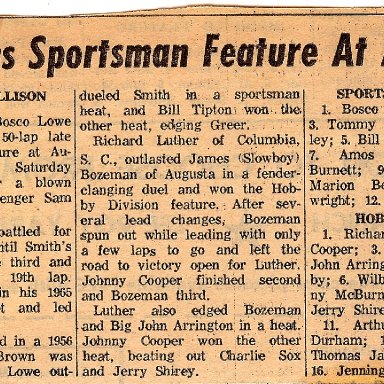 s Sportsman Feature At
LLISON
Bosco Lowe
50-lap late
ure at Au-
Saturday
a blown
enger Sam
battled for
ntil Smith's
e third and
19th lap.
in his 1965
et and led
d in a 1956
Brown was
Lowe out-
dueled Smith in a sportsman
heat, and Bill Tipton won the
other heat, edging Greer.
Richard Luther of Columbia,
S. C., outlasted James (Slowboy)
Bozeman of Augusta in a fender-
clanging duel and won the Hob-
by Division feature. After sev-
eral lead changes, Bozeman
spun out while leading with only
a few laps to go and left the
road to victory open for Luther.
Johnny Cooper finished second
and Bozeman third.
Luther also edged Bozeman
and Big John Arrington in a heat.
Johnny Cooper won the other
heat, beating out Charlie Sox
and Jerry Shirey.
SPORTS
1. Bosco
3. Tommy
ley; 5. Bill
7. Amos
Burnett; 9.
Marion Bo
wright; 12.
HOB
1. Richar
Cooper; 3.
John Arring
by; 6. Wilb
ny McBurn
Jerry Shire
11. Arthu
Durham; 1
Thomas Ja
16. Jenning